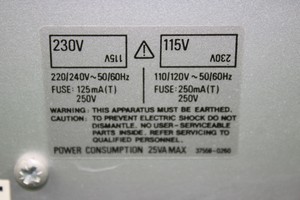 230V
115V
115V
230V
220/240V~50/60Hz
FUSE: 125mA(T)
250V
110/120V~50/60Hz
FUSE: 250mA(T)
250V
WARNING: THIS APPARATUS MUST BE EARTHED.
CAUTION: TO PREVENT ELECTRIC SHOCK DO NOT
DISMANTLE. NO USER-SERVICEABLE
PARTS INSIDE. REFER SERVICING TO
QUALIFIED PERSONNEL.
POWER CONSUMPTION 25VA MAX